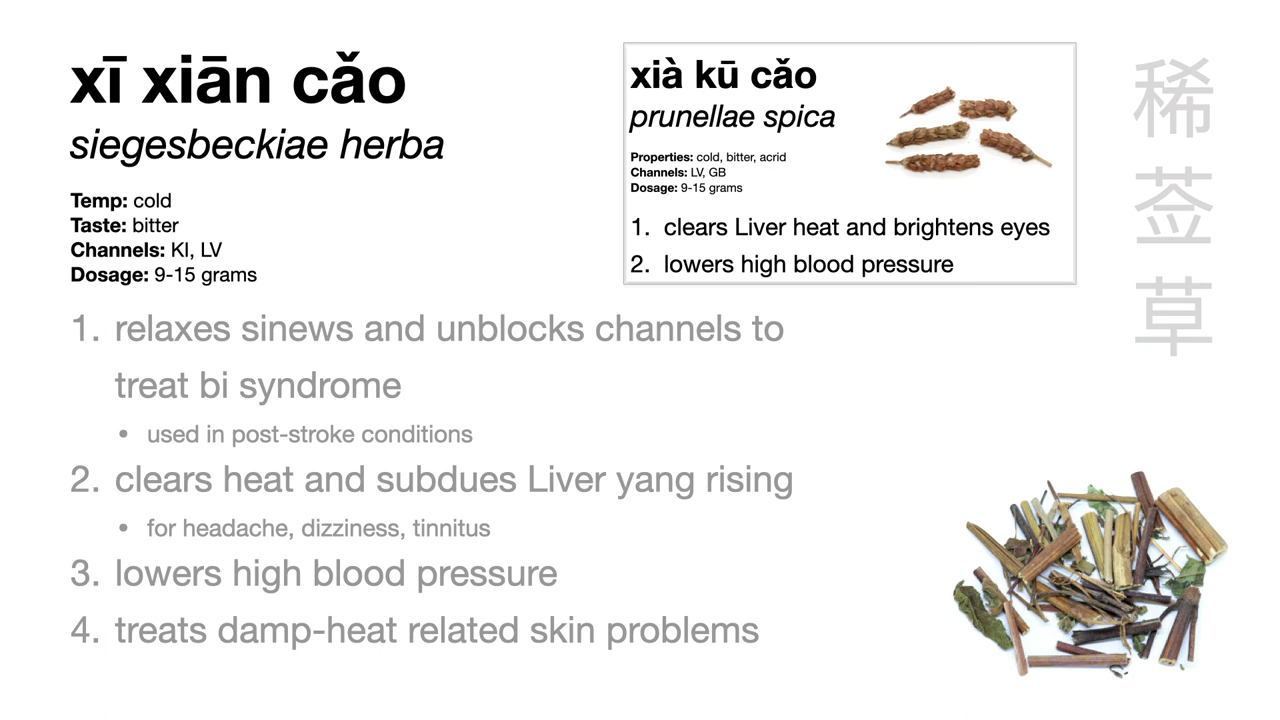 xī xiān cǎo
siegesbeckiae herba
Temp: cold
Taste: bitter
Channels: KI, LV
Dosage: 9-15 grams
xià kū cǎo
prunellae spica
Properties: cold, bitter, acrid
Channels: LV, GB
Dosage: 9-15 grams
1. clears Liver heat and brightens eyes
2. lowers high blood pressure
1. relaxes sinews and unblocks channels to
treat bi syndrome
• used in post-stroke conditions
2. clears heat and subdues Liver yang rising
• for headache, dizziness, tinnitus
3. lowers high blood pressure
4. treats damp-heat related skin problems
稀莶草